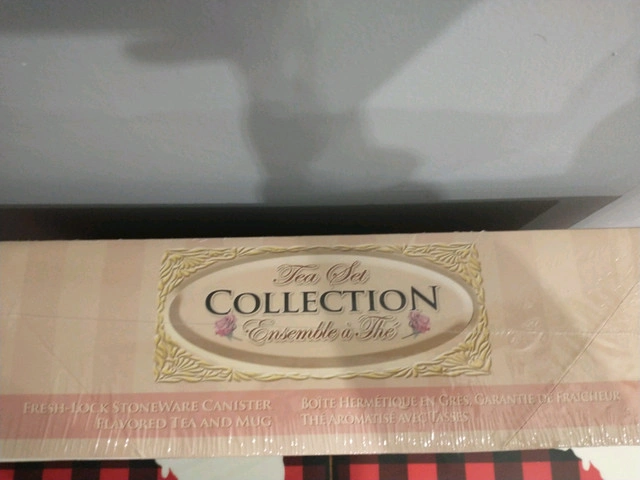 Tea Set
COLLECTION
Ensemble à Thé
FRESH-LOCK STONEWARE CANISTER
FLAVORED TEA AND MUG
BOÎTE HERMÉTIQUE EN GRÈS, GARANTIE DE FRAÎCHEUR
THÉ AROMATISÉ AVEC TASSES